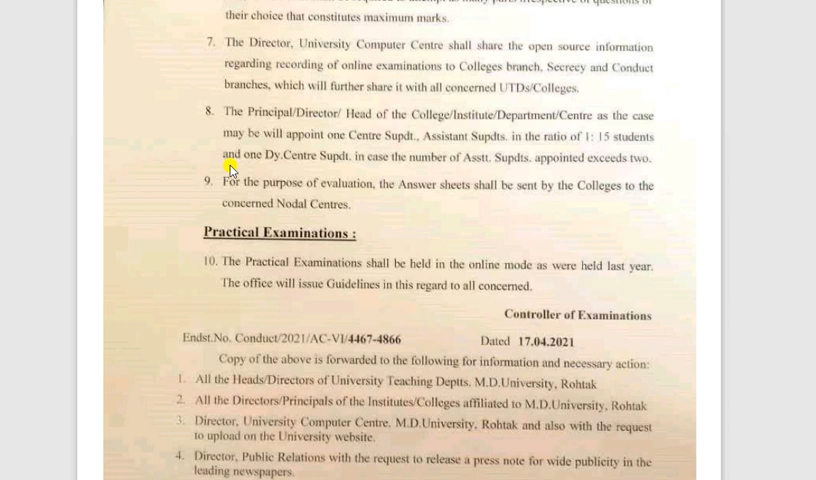 their choice that constitutes maximum marks.
7. The Director, University Computer Centre shall share the open source information
regarding recording of online examinations to Colleges branch, Secrecy and Conduct
branches, which will further share it with all concerned UTDs/Colleges.
8. The Principal/Director/ Head of the College/Institute/Department/Centre as the case
may be will appoint one Centre Supdt., Assistant Supdts. in the ratio of 1: 15 students
and one Dy.Centre Supdt. in case the number of Asstt. Supdts. appointed exceeds two.
9. For the purpose of evaluation, the Answer sheets shall be sent by the Colleges to the
concerned Nodal Centres.
Practical Examinations :
10. The Practical Examinations shall be held in the online mode as were held last year.
The office will issue Guidelines in this regard to all concerned.
Controller of Examinations
Endst.No. Conduct/2021/AC-VI/4467-4866 Dated 17.04.2021
Copy of the above is forwarded to the following for information and necessary action:
1. All the Heads/Directors of University Teaching Deptts. M.D.University, Rohtak
2. All the Directors/Principals of the Institutes/Colleges affiliated to M.D.University, Rohtak
3. Director, University Computer Centre, M.D.University, Rohtak and also with the request
to upload on the University website.
4. Director, Public Relations with the request to release a press note for wide publicity in the
leading newspapers.